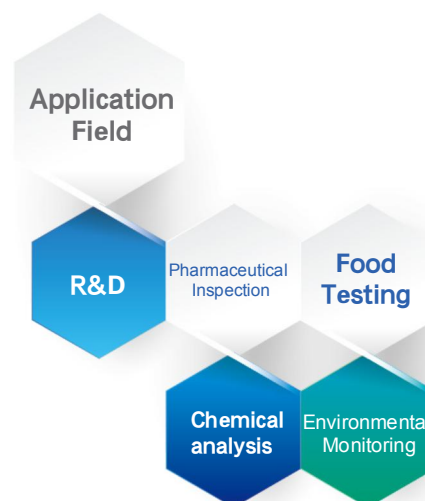 Application
Field
R&D
Pharmaceutical
Inspection
Food
Testing
Chemical
analysis
Environmenta
Monitoring